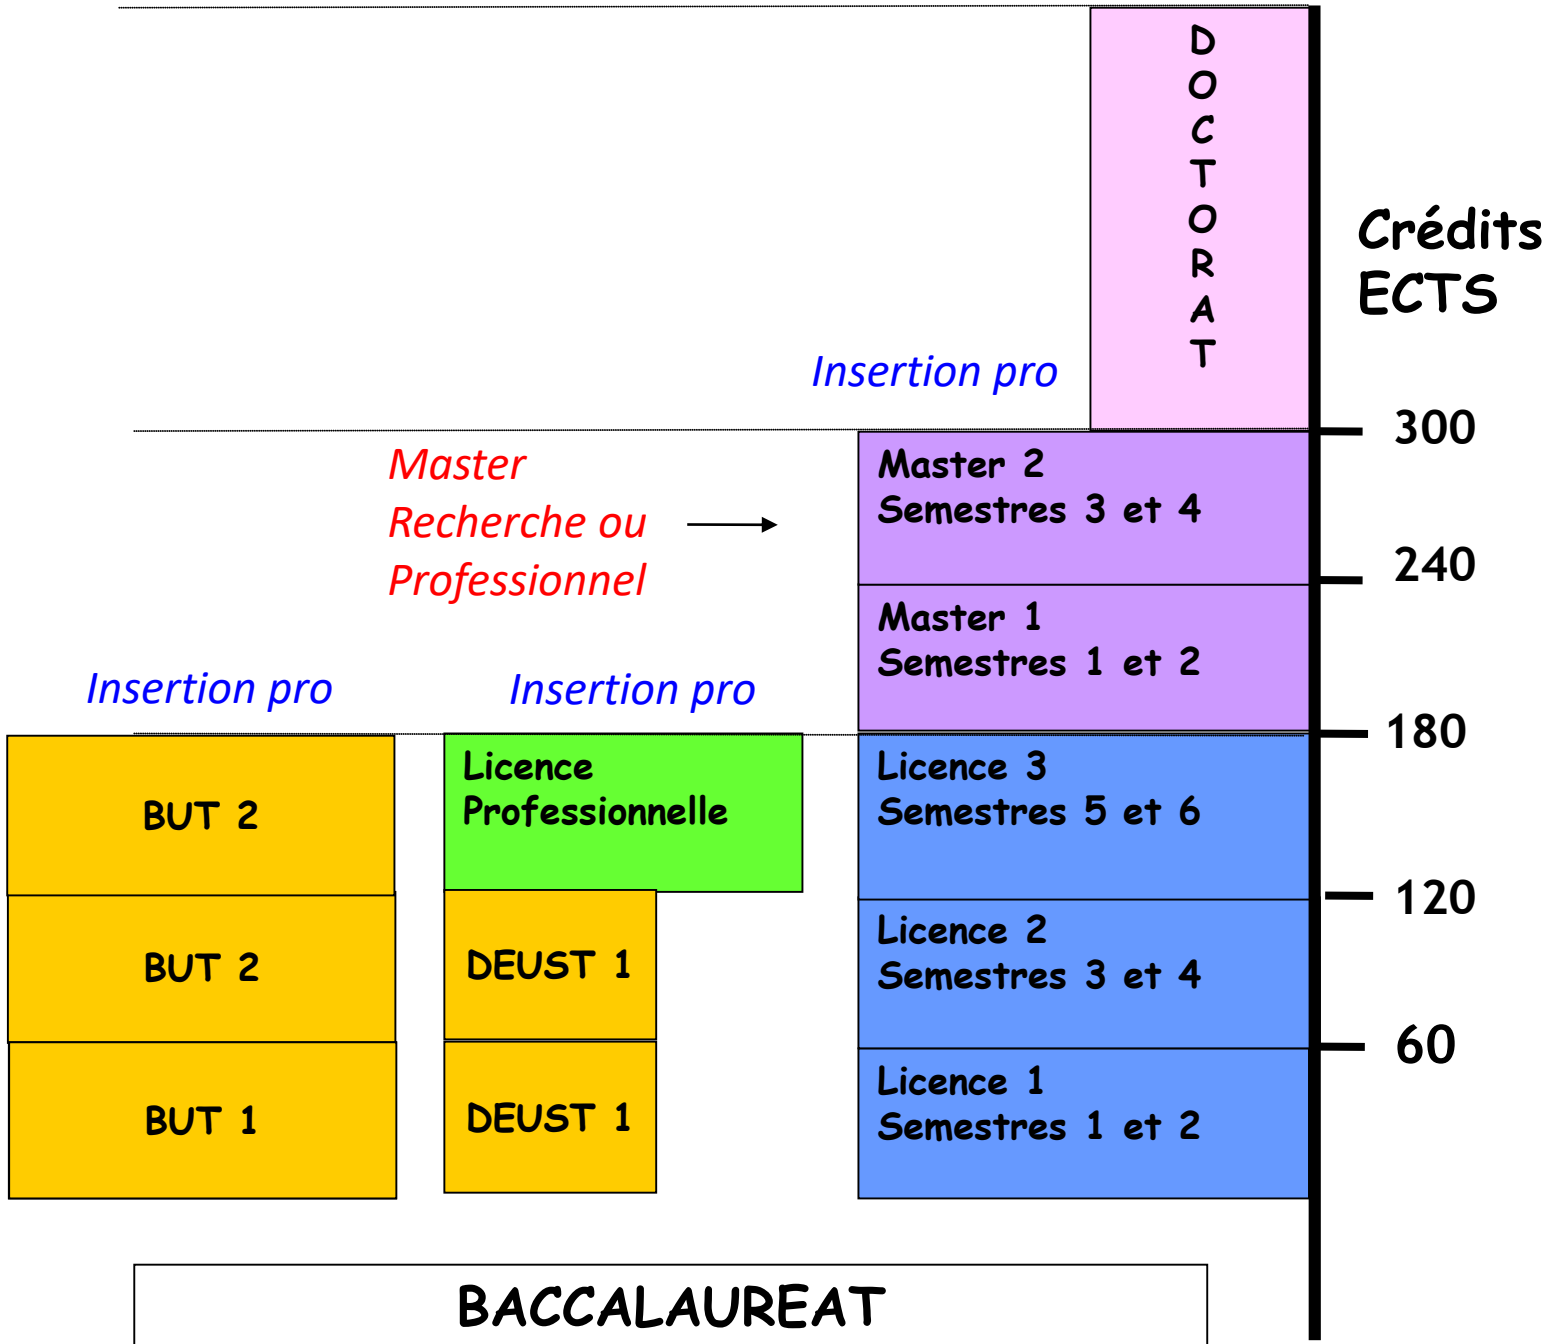 D
O
C
T
O
R
A
T
Crédits
ECTS
Insertion pro
300
Master
Recherche ou
Professionnel
Master 2
Semestres 3 et 4
240
Master 1
Semestres 1 et 2
Insertion pro
Insertion pro
180
BUT 2
Licence
Professionnelle
Licence 3
Semestres 5 et 6
120
BUT 2
DEUST 1
Licence 2
Semestres 3 et 4
60
BUT 1
DEUST 1
Licence 1
Semestres 1 et 2
BACCALAUREAT